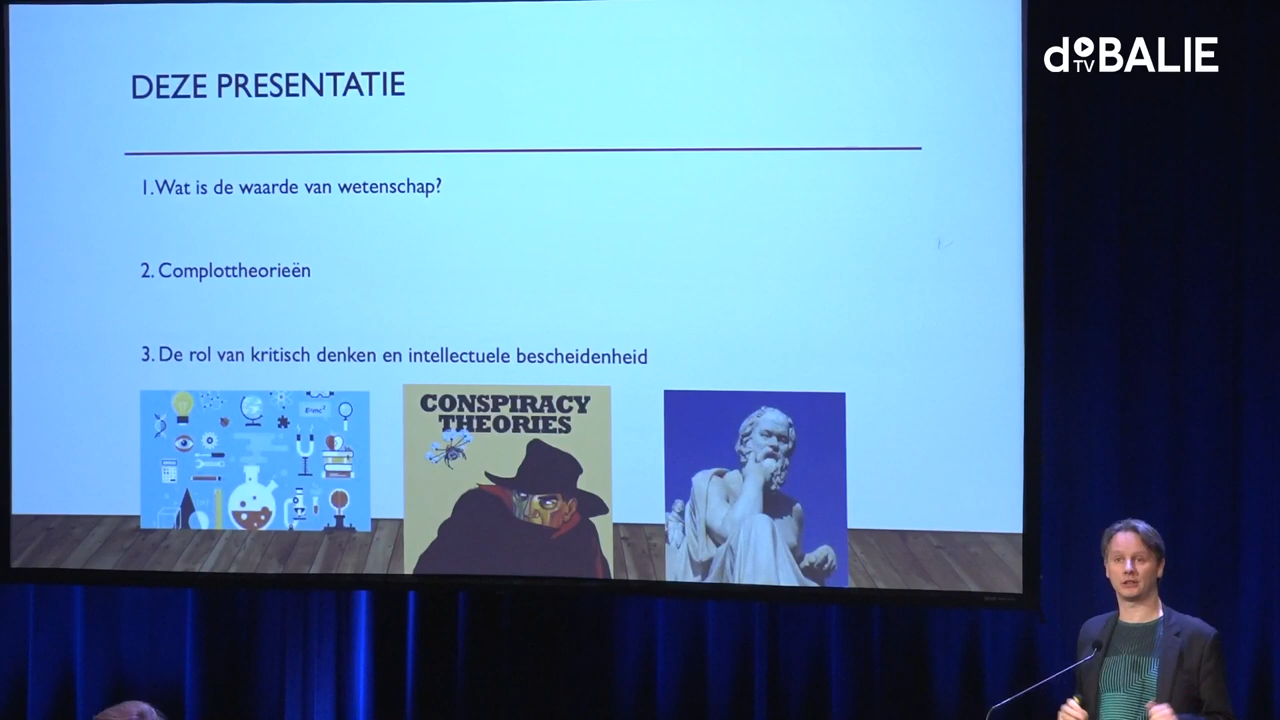 deBALIE
TV
DEZE PRESENTATIE
1. Wat is de waarde van wetenschap?
2. Complottheorieën
3. De rol van kritisch denken en intellectuele bescheidenheid
E=mc²
CONSPIRACY
THEORIES